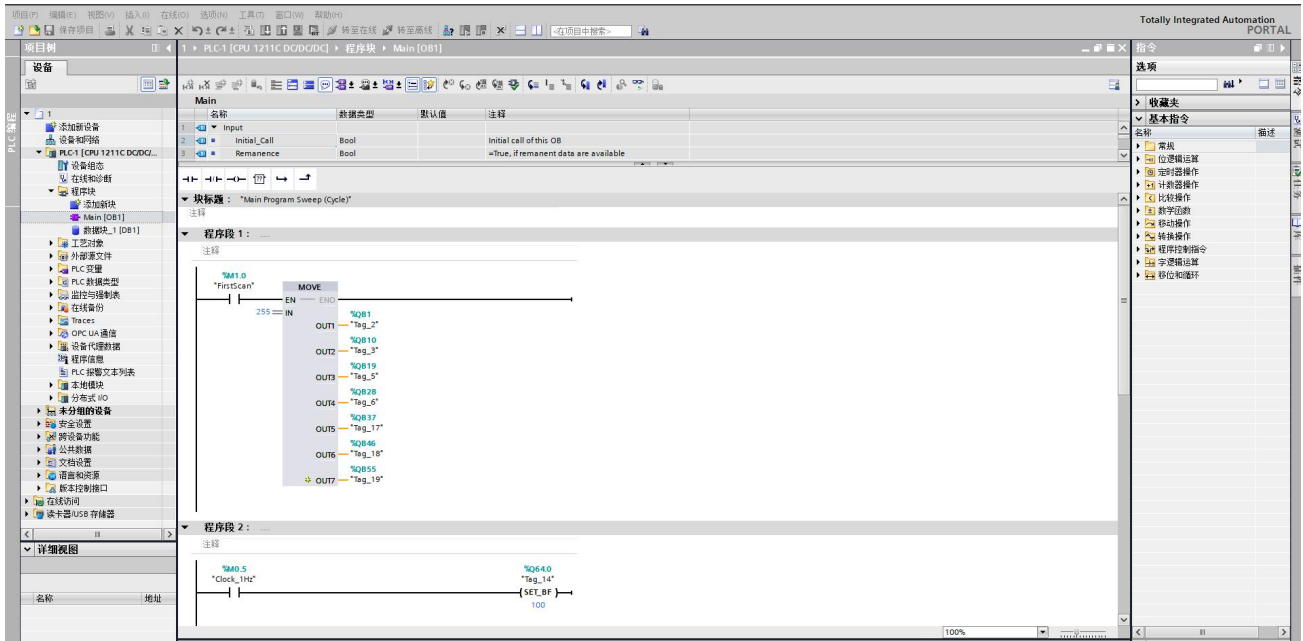 项目(P) 编辑(E) 视图(V) 插入(I) 在线(O) 选项(N) 工具(T) 窗口(W) 帮助(H)
Totally Integrated Automation
PORTAL
保存项目 转至在线 转至离线 <在项目中搜索>
项目树
1 PLC-1 [CPU 1211C DC/DC/DC] 程序块 Main [OB1]
指令
设备
选项
PLC 编程
1
添加新设备
设备和网络
PLC-1 [CPU 1211C DC/DC/...
设备组态
在线和诊断
程序块
添加新块
Main [OB1]
数据块_1 [DB1]
工艺对象
外部源文件
PLC 变量
PLC 数据类型
监控与强制表
在线备份
Traces
OPC UA 通信
设备代理数据
程序信息
PLC 报警文本列表
本地模块
分布式 I/O
未分组的设备
安全设置
跨设备功能
公共数据
文档设置
语言和资源
版本控制接口
在线访问
读卡器/USB 存储器
详细视图
名称 地址
Main
名称 数据类型 默认值 注释
1 Input
2 Initial_Call Bool Initial call of this OB
3 Remanence Bool =True, if remanent data are available
块标题： "Main Program Sweep (Cycle)"
注释
程序段 1： ....
注释
%M1.0
"FirstScan"
MOVE
EN ENO
255 IN
%QB1
OUT1 "Tag_2"
%QB10
OUT2 "Tag_3"
%QB19
OUT3 "Tag_5"
%QB28
OUT4 "Tag_6"
%QB37
OUT5 "Tag_17"
%QB46
OUT6 "Tag_18"
%QB55
OUT7 "Tag_19"
程序段 2： ....
注释
%M0.5
"Clock_1Hz"
%Q64.0
"Tag_14"
SET_BF
100
100%
收藏夹
基本指令
名称 描述
常规
位逻辑运算
定时器操作
计数器操作
比较操作
数学函数
移动操作
转换操作
程序控制指令
字逻辑运算
移位和循环